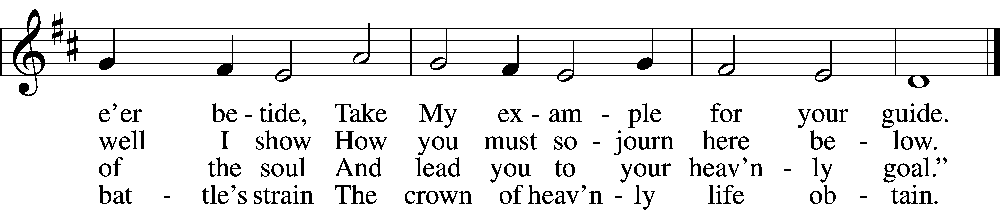 e’er be - tide, Take My ex - am - ple for your guide.
well I show How you must so - journ here be - low.
of the soul And lead you to your heav’n - ly goal.”
bat - tle’s strain The crown of heav’n - ly life ob - tain.